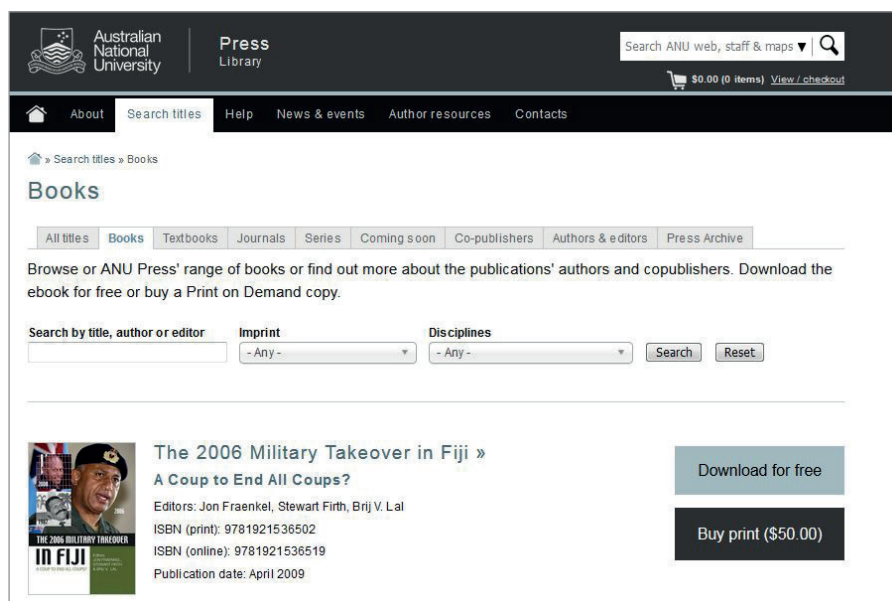 Australian
National
University
Press
Library
Search ANU web, staff & maps ▼
$0.00 (0 items) View / checkout
About Search titles Help News & events Author resources Contacts
» Search titles » Books
Books
All titles Books Textbooks Journals Series Coming soon Co-publishers Authors & editors Press Archive
Browse or ANU Press' range of books or find out more about the publications' authors and copublishers. Download the
ebook for free or buy a Print on Demand copy.
Search by title, author or editor Imprint Disciplines
- Any - - Any - Search Reset
The 2006 Military Takeover in Fiji »
A Coup to End All Coups?
Editors: Jon Fraenkel, Stewart Firth, Brij V. Lal
ISBN (print): 9781921536502
ISBN (online): 9781921536519
Publication date: April 2009
Download for free
Buy print ($50.00)
2006
THE 2006 MILITARY TAKEOVER
IN FIJI
A COUP TO END ALL COUPS?